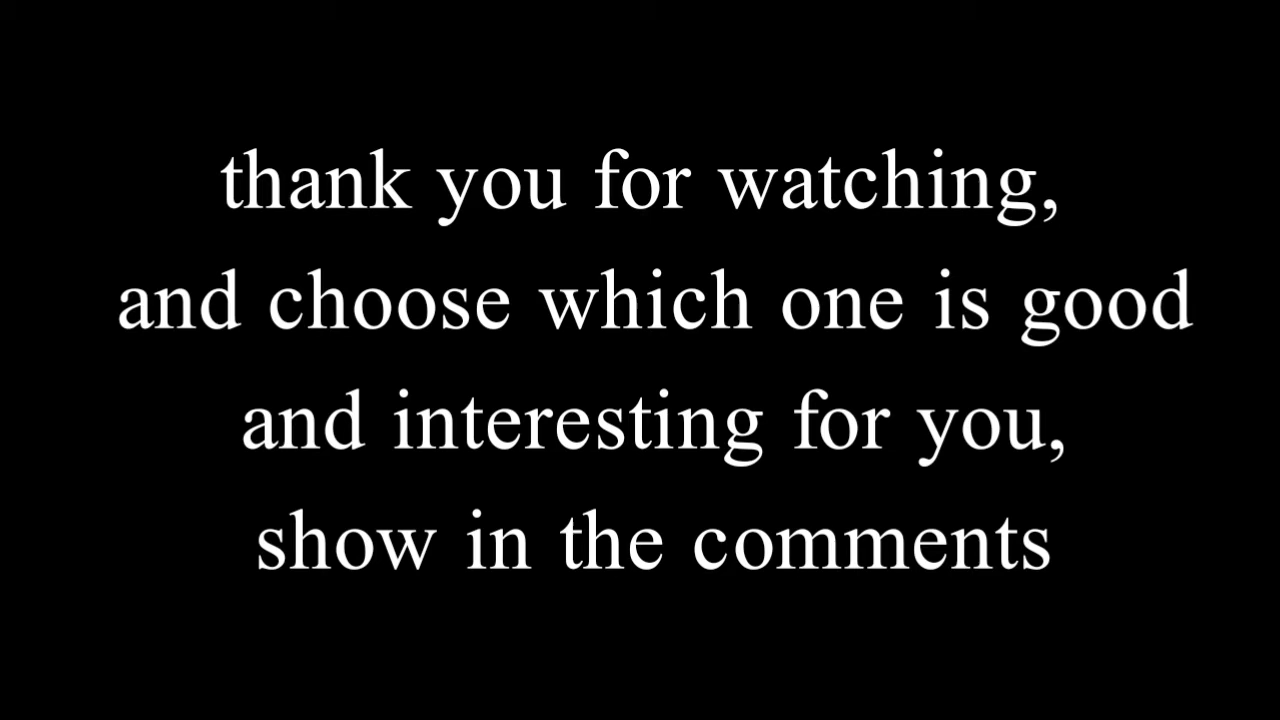 thank you for watching,
and choose which one is good
and interesting for you,
show in the comments